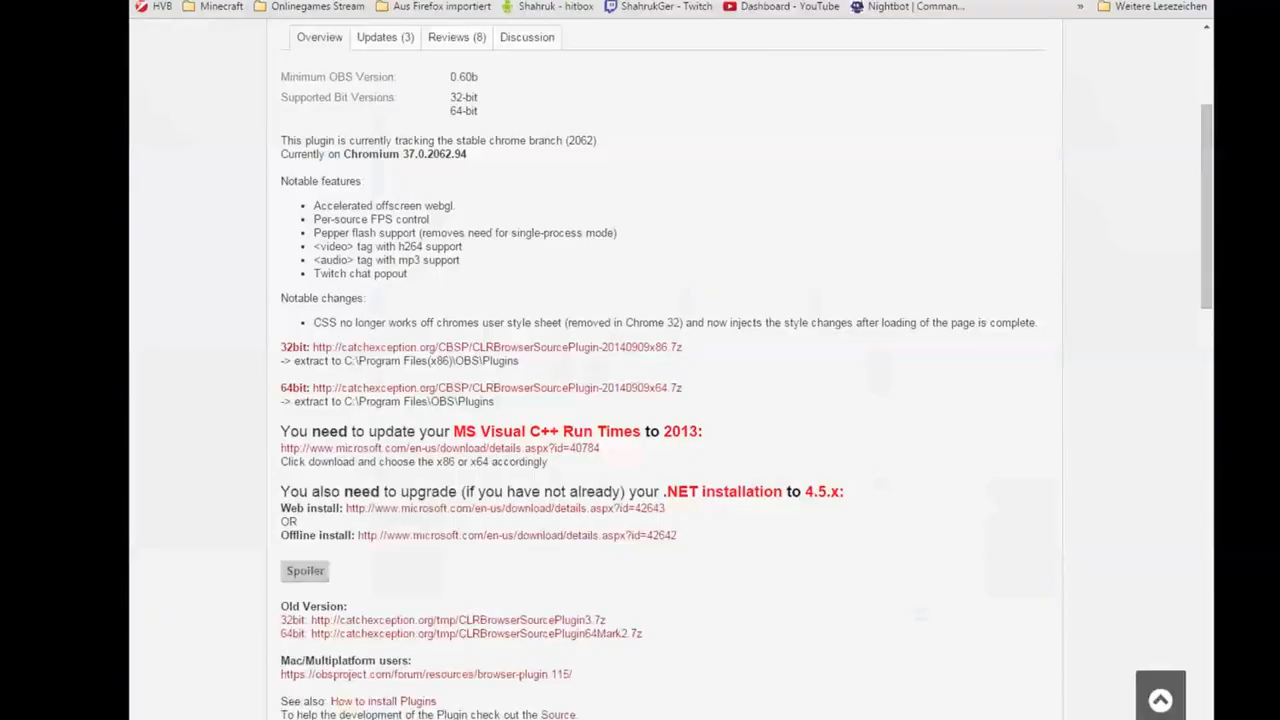 HVB Minecraft Onlinegames Stream Aus Firefox importiert Shahruk - hitbox ShahrukGer - Twitch Dashboard - YouTube Nightbot | Comman... » Weitere Lesezeichen
Overview Updates (3) Reviews (8) Discussion
Minimum OBS Version: 0.60b
Supported Bit Versions: 32-bit
64-bit
This plugin is currently tracking the stable chrome branch (2062)
Currently on Chromium 37.0.2062.94
Notable features:
• Accelerated offscreen webgl.
• Per-source FPS control
• Pepper flash support (removes need for single-process mode)
• <video> tag with h264 support
• <audio> tag with mp3 support
• Twitch chat popout
Notable changes:
• CSS no longer works off chromes user style sheet (removed in Chrome 32) and now injects the style changes after loading of the page is complete.
32bit: http://catchexception.org/CBSP/CLRBrowserSourcePlugin-20140909x86.7z
-> extract to C:\Program Files(x86)\OBS\Plugins
64bit: http://catchexception.org/CBSP/CLRBrowserSourcePlugin-20140909x64.7z
-> extract to C:\Program Files\OBS\Plugins
You need to update your MS Visual C++ Run Times to 2013:
http://www.microsoft.com/en-us/download/details.aspx?id=40784
Click download and choose the x86 or x64 accordingly
You also need to upgrade (if you have not already) your .NET installation to 4.5.x:
Web install: http://www.microsoft.com/en-us/download/details.aspx?id=42643
OR
Offline install: http://www.microsoft.com/en-us/download/details.aspx?id=42642
Spoiler
Old Version:
32bit: http://catchexception.org/tmp/CLRBrowserSourcePlugin3.7z
64bit: http://catchexception.org/tmp/CLRBrowserSourcePlugin64Mark2.7z
Mac/Multiplatform users:
https://obsproject.com/forum/resources/browser-plugin.115/
See also: How to install Plugins
To help the development of the Plugin check out the Source.